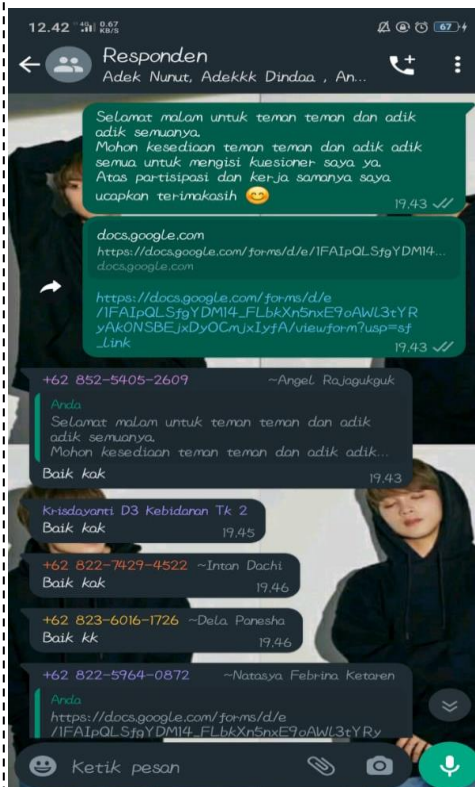 12.42 4G 0.67 KB/S 67
Responden
Adek Nunut, Adekkk Dindaa , An...
Selamat malam untuk teman teman dan adik
adik semuanya.
Mohon kesediaan teman teman dan adik adik
semua untuk mengisi kuesioner saya ya.
Atas partisipasi dan kerja samanya saya
ucapkan terimakasih 😊
19.43
docs.google.com
https://docs.google.com/forms/d/e/1FAIpQLSfgYDM14...
docs.google.com
https://docs.google.com/forms/d/e
/1FAIpQLSfgYDM14_FLbkXn5nxE9oAWl3tYR
yAk0NSBEjxDyOCmjxIyfA/viewform?usp=sf
_link
19.43
+62 852-5405-2609 ~Angel Rajagukguk
Anda
Selamat malam untuk teman teman dan adik
adik semuanya.
Mohon kesediaan teman teman dan adik adik...
Baik kak
19.43
Krisdayanti D3 Kebidanan Tk 2
Baik kak
19.45
+62 822-7429-4522 ~Intan Dachi
Baik kak
19.46
+62 823-6016-1726 ~Dela Panesha
Baik kk
19.46
+62 822-5964-0872 ~Natasya Febrina Ketaren
Anda
https://docs.google.com/forms/d/e
/1FAIpQLSfgYDM14_FLbkXn5nxE9oAWl3tYRy
Ketik pesan